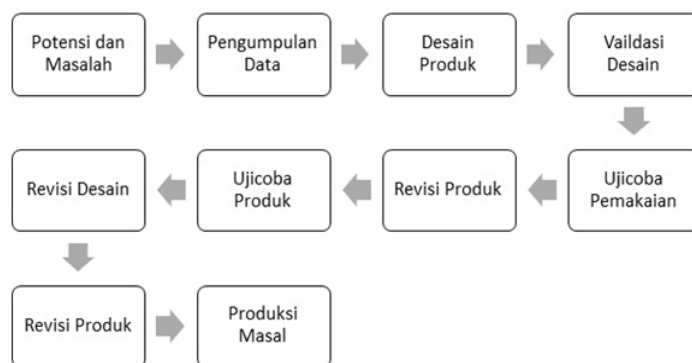 Potensi dan
Masalah
Pengumpulan
Data
Desain
Produk
Vaildasi
Desain
Ujicoba
Pemakaian
Revisi Produk
Ujicoba
Produk
Revisi Desain
Revisi Produk
Produksi
Masal